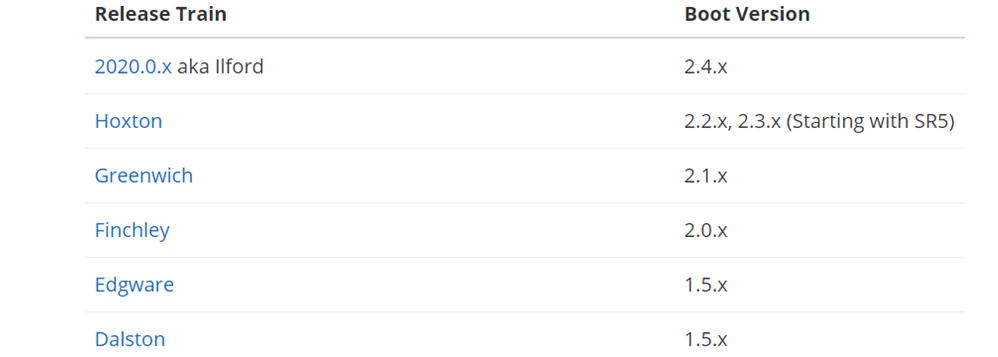 Release Train Boot Version
2020.0.x aka Ilford 2.4.x
Hoxton 2.2.x, 2.3.x (Starting with SR5)
Greenwich 2.1.x
Finchley 2.0.x
Edgware 1.5.x
Dalston 1.5.x